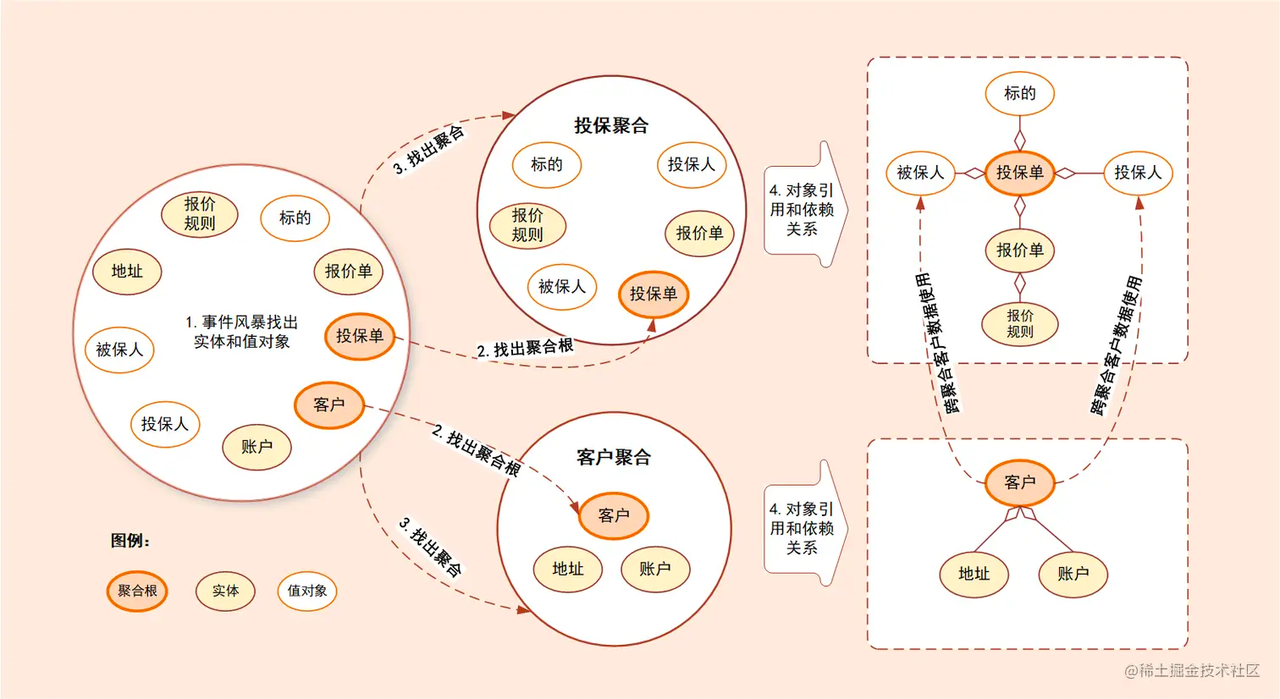 报价
规则
标的
地址
报价单
1. 事件风暴找出
实体和值对象
投保单
被保人
客户
投保人
账户
图例：
聚合根
实体
值对象
3. 找出聚合
2. 找出聚合根
2. 找出聚合根
3. 找出聚合
投保聚合
标的
投保人
报价
规则
报价单
被保人
投保单
客户聚合
客户
地址
账户
4. 对象引
用和依赖
关系
4. 对象引
用和依赖
关系
标的
被保人
投保单
投保人
报价单
报价
规则
跨聚合客户数据使用
跨聚合客户数据使用
客户
地址
账户
@稀土掘金技术社区